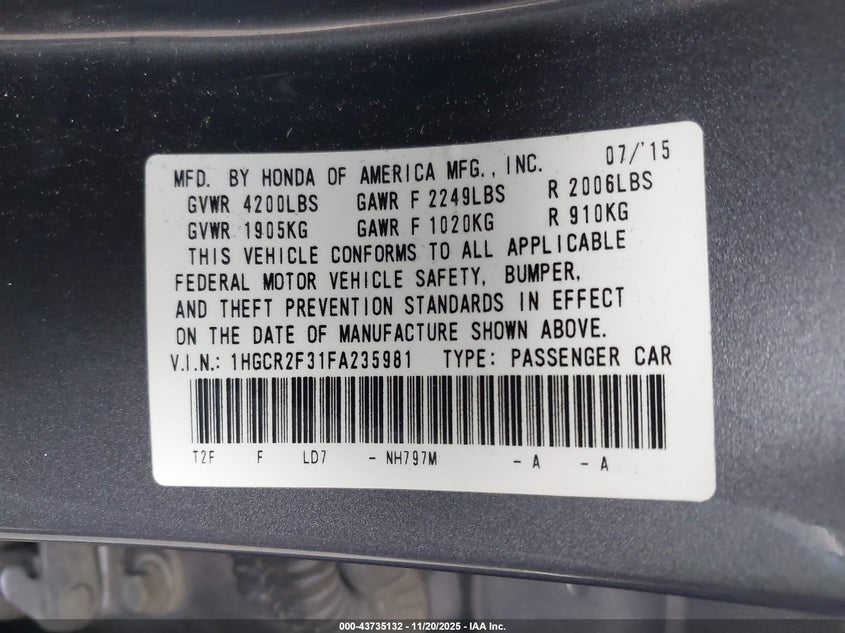 MFD. BY HONDA OF AMERICA MFG., INC. 07/'15
GVWR 4200LBS GAWR F 2249LBS R 2006LBS
GVWR 1905KG GAWR F 1020KG R 910KG
THIS VEHICLE CONFORMS TO ALL APPLICABLE
FEDERAL MOTOR VEHICLE SAFETY, BUMPER,
AND THEFT PREVENTION STANDARDS IN EFFECT
ON THE DATE OF MANUFACTURE SHOWN ABOVE.
V.I.N.: 1HGCR2F31FA235981 TYPE: PASSENGER CAR
T2F F LD7 - NH797M - A - A
000-43735132 - 11/20/2025 - IAA Inc.